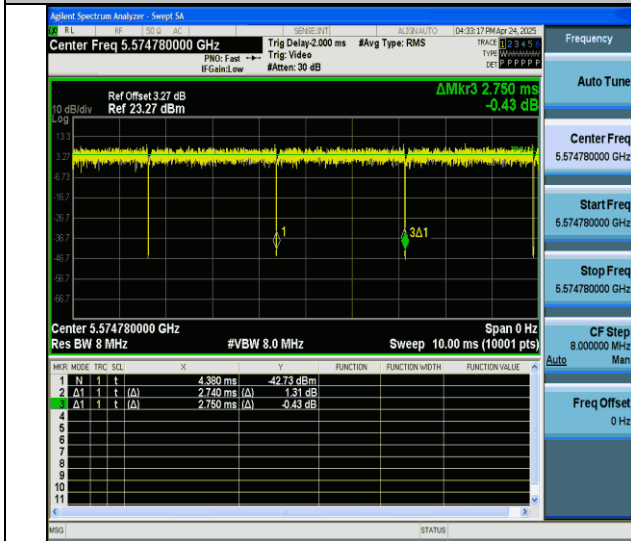 Agilent Spectrum Analyzer - Swept SA
RL RF 50 Ω AC SENSE:INT ALIGNAUTO 04:33:17 PM Apr 24, 2025
Center Freq 5.574780000 GHz Trig Delay-2.000 ms #Avg Type: RMS TRACE 1 2 3 4 5 6
PNO: Fast Trig: Video TYPE
IFGain:Low #Atten: 30 dB DET P P P P P P
Ref Offset 3.27 dB ΔMkr3 2.750 ms
10 dB/div Ref 23.27 dBm -0.43 dB
Log
13.3
3.27
-6.73
-16.7
-26.7
-36.7 1 3Δ1
-46.7
-56.7
-66.7
Center 5.574780000 GHz Span 0 Hz
Res BW 8 MHz #VBW 8.0 MHz Sweep 10.00 ms (10001 pts)
MKR MODE TRC SCL X Y FUNCTION FUNCTION WIDTH FUNCTION VALUE
1 N 1 t 4.380 ms -42.73 dBm
2 Δ1 1 t (Δ) 2.740 ms (Δ) 1.31 dB
3 Δ1 1 t (Δ) 2.750 ms (Δ) -0.43 dB
4
5
6
7
8
9
10
11
MSG STATUS
Frequency
Auto Tune
Center Freq
5.574780000 GHz
Start Freq
5.574780000 GHz
Stop Freq
5.574780000 GHz
CF Step
8.000000 MHz
Auto Man
Freq Offset
0 Hz